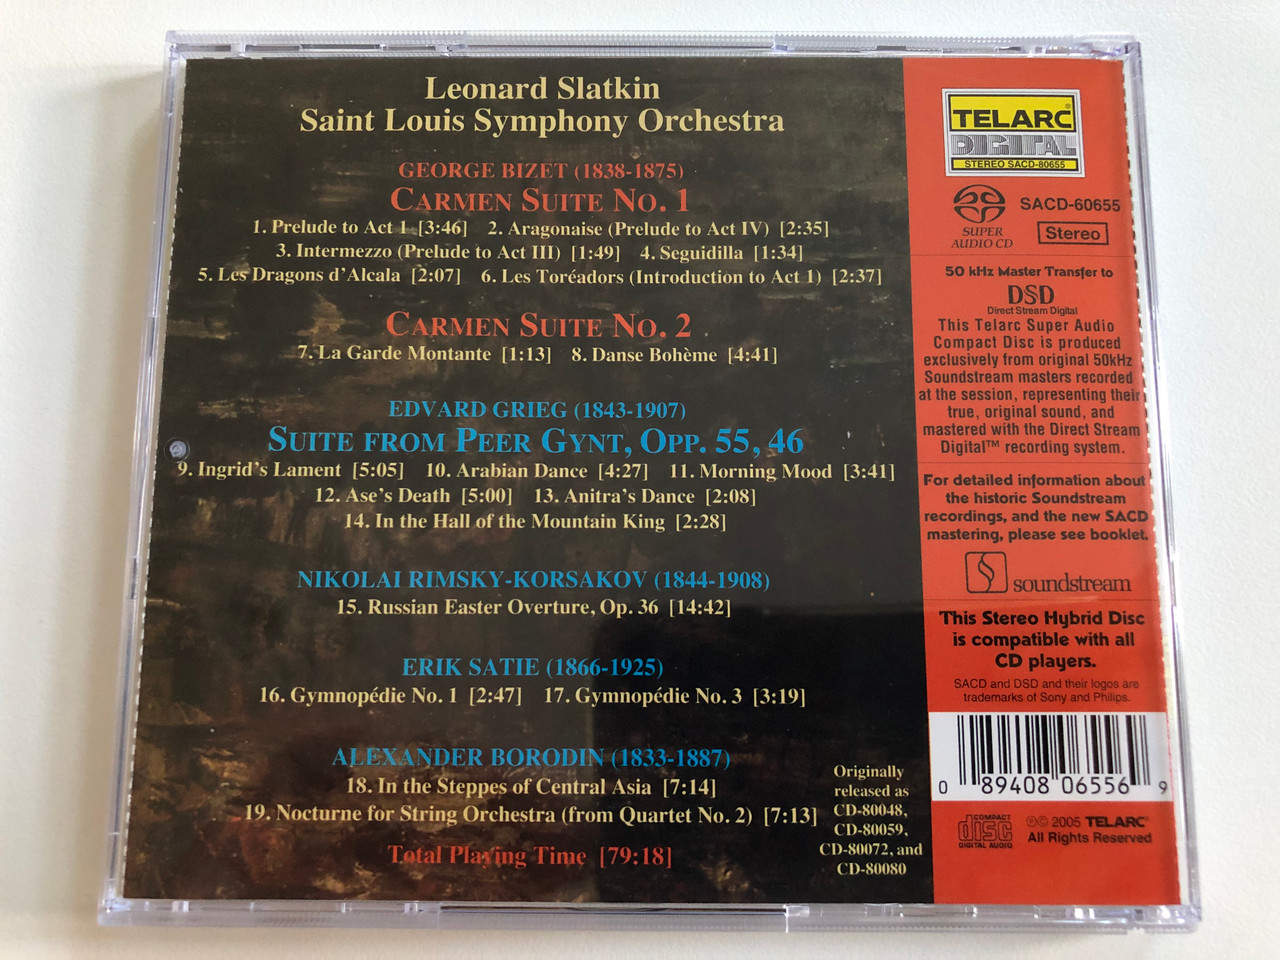 Leonard Slatkin
Saint Louis Symphony Orchestra
GEORGE BIZET (1838-1875)
CARMEN SUITE NO. 1
1. Prelude to Act 1 [3:46] 2. Aragonaise (Prelude to Act IV) [2:35]
3. Intermezzo (Prelude to Act III) [1:49] 4. Seguidilla [1:34]
5. Les Dragons d'Alcala [2:07] 6. Les Toréadors (Introduction to Act 1) [2:37]
CARMEN SUITE NO. 2
7. La Garde Montante [1:13] 8. Danse Bohème [4:41]
EDVARD GRIEG (1843-1907)
SUITE FROM PEER GYNT, OPP. 55, 46
9. Ingrid's Lament [5:05] 10. Arabian Dance [4:27] 11. Morning Mood [3:41]
12. Ase's Death [5:00] 13. Anitra's Dance [2:08]
14. In the Hall of the Mountain King [2:28]
NIKOLAI RIMSKY-KORSAKOV (1844-1908)
15. Russian Easter Overture, Op. 36 [14:42]
ERIK SATIE (1866-1925)
16. Gymnopédie No. 1 [2:47] 17. Gymnopédie No. 3 [3:19]
ALEXANDER BORODIN (1833-1887)
18. In the Steppes of Central Asia [7:14]
19. Nocturne for String Orchestra (from Quartet No. 2) [7:13]
Total Playing Time [79:18]
Originally
released as
CD-80048,
CD-80059,
CD-80072, and
CD-80080
TELARC®
DIGITAL
STEREO SACD-80655
SUPER
AUDIO CD
SACD-60655
Stereo
50 kHz Master Transfer to
DSD
Direct Stream Digital
This Telarc Super Audio
Compact Disc is produced
exclusively from original 50kHz
Soundstream masters recorded
at the session, representing their
true, original sound, and
mastered with the Direct Stream
Digital™ recording system.
For detailed information about
the historic Soundstream
recordings, and the new SACD
mastering, please see booklet.
soundstream
This Stereo Hybrid Disc
is compatible with all
CD players.
SACD and DSD and their logos are
trademarks of Sony and Philips.
0 89408 06556 9
COMPACT
disc
DIGITAL AUDIO
℗© 2005 TELARC®
All Rights Reserved